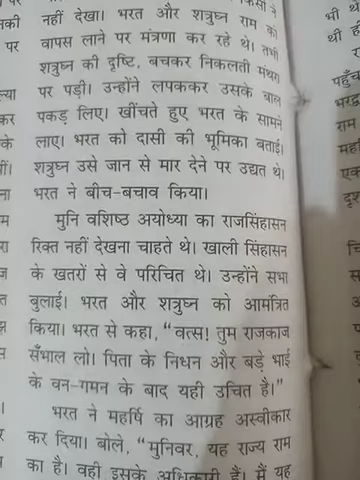 नहीं देखा। भरत और शत्रुघ्न राम को
वापस लाने पर मंत्रणा कर रहे थे। तभी
शत्रुघ्न की दृष्टि, बचकर निकलती मंथरा
पर पड़ी। उन्होंने लपककर उसके बाल
पकड़ लिए। खींचते हुए भरत के सामने
लाए। भरत को दासी की भूमिका बताई।
शत्रुघ्न उसे जान से मार देने पर उद्यत थे।
भरत ने बीच-बचाव किया।
मुनि वशिष्ठ अयोध्या का राजसिंहासन
रिक्त नहीं देखना चाहते थे। खाली सिंहासन
के खतरों से वे परिचित थे। उन्होंने सभा
बुलाई। भरत और शत्रुघ्न को आमंत्रित
किया। भरत से कहा, “वत्स! तुम राजकाज
सँभाल लो। पिता के निधन और बड़े भाई
के वन-गमन के बाद यही उचित है।”
भरत ने महर्षि का आग्रह अस्वीकार
कर दिया। बोले, “मुनिवर, यह राज्य राम
का है। वही इसके अधिकारी हैं। मैं यह